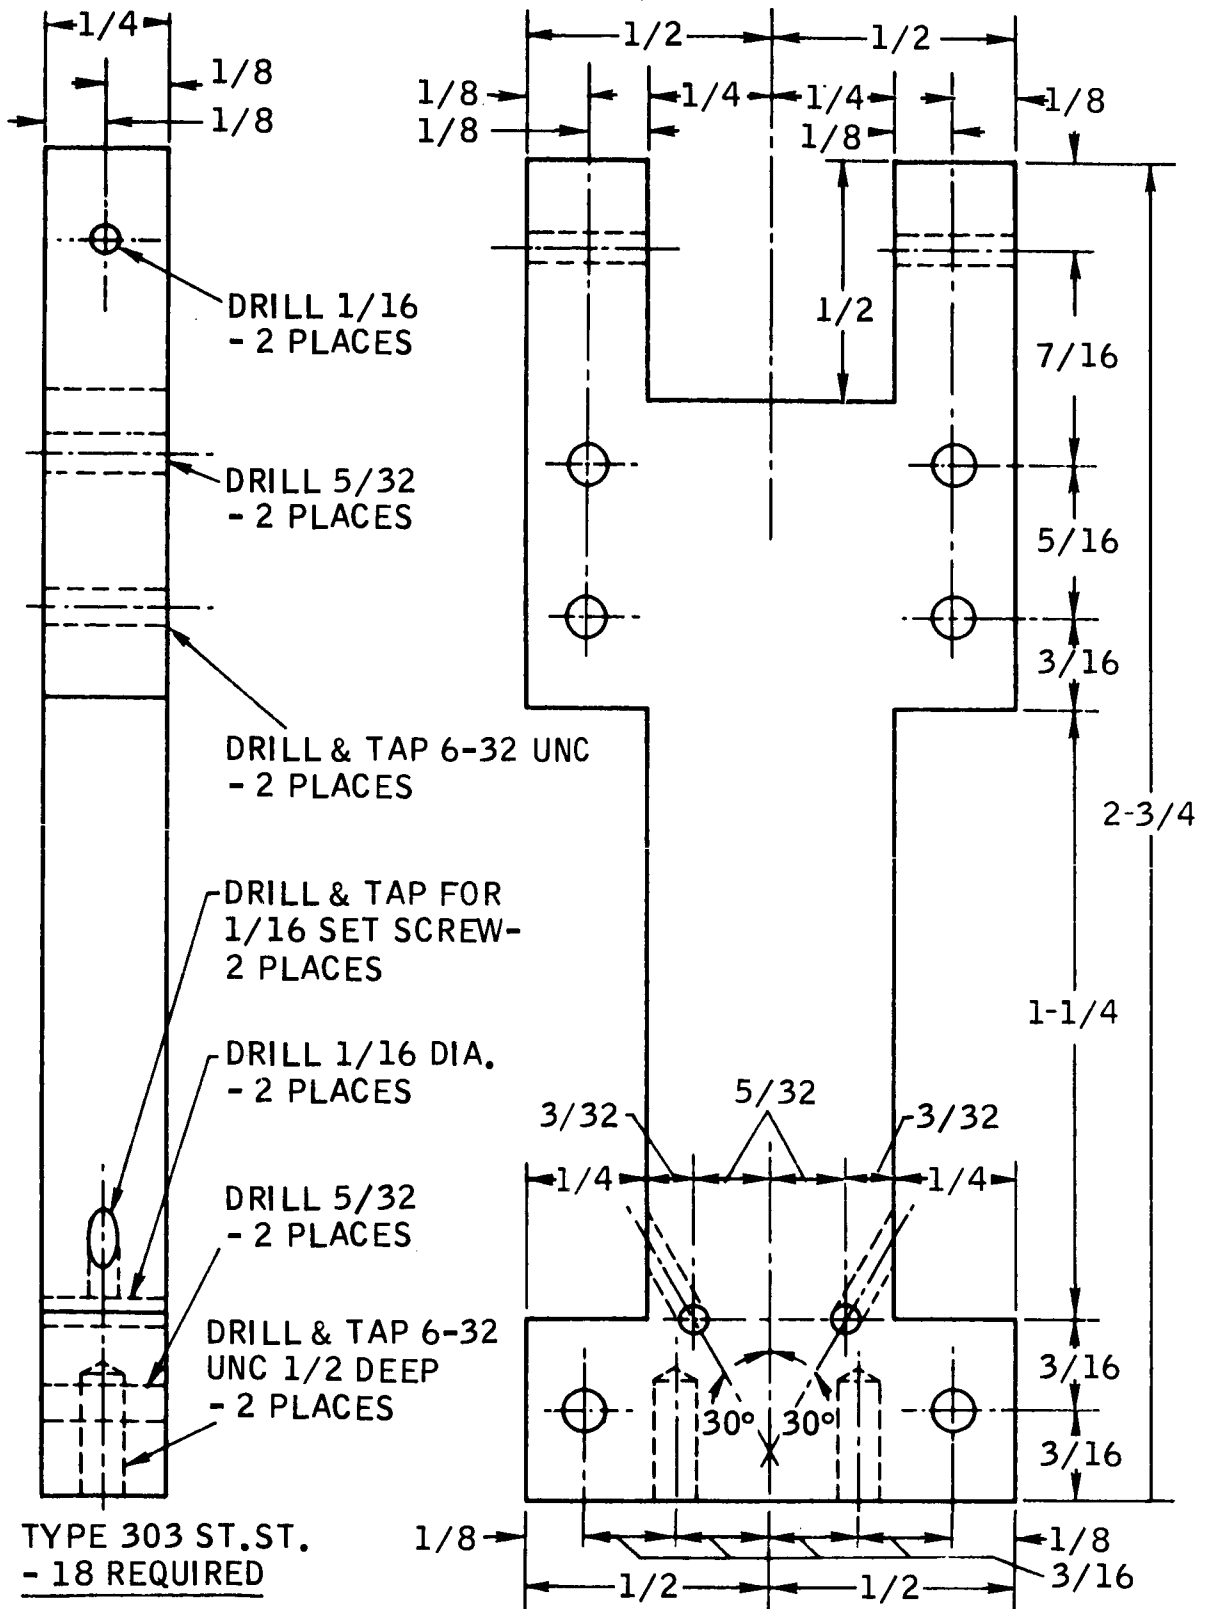 1/4
1/8
1/8
DRILL 1/16
- 2 PLACES
DRILL 5/32
- 2 PLACES
DRILL & TAP 6-32 UNC
- 2 PLACES
DRILL & TAP FOR
1/16 SET SCREW-
2 PLACES
DRILL 1/16 DIA.
- 2 PLACES
DRILL 5/32
- 2 PLACES
DRILL & TAP 6-32
UNC 1/2 DEEP
- 2 PLACES
TYPE 303 ST.ST.
- 18 REQUIRED
1/2 1/2
1/8 1/4 1/4 1/8
1/8 1/8
1/2
7/16
5/16
3/16
2-3/4
1-1/4
5/32
3/32 3/32
1/4 1/4
30° 30°
3/16
3/16
1/8 1/8
3/16
1/2 1/2